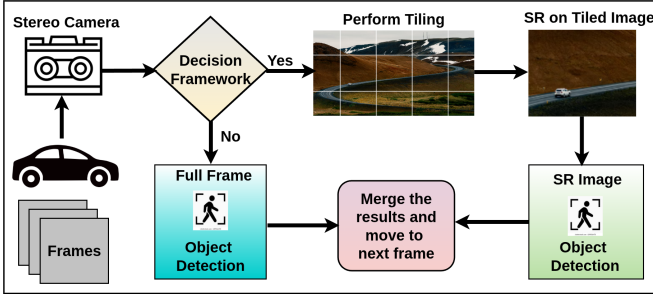 Stereo Camera
Decision
Framework
Yes
No
Perform Tiling
SR on Tiled Image
Full Frame
Object
Detection
Merge the
results and
move to
next frame
SR Image
Object
Detection
Frames